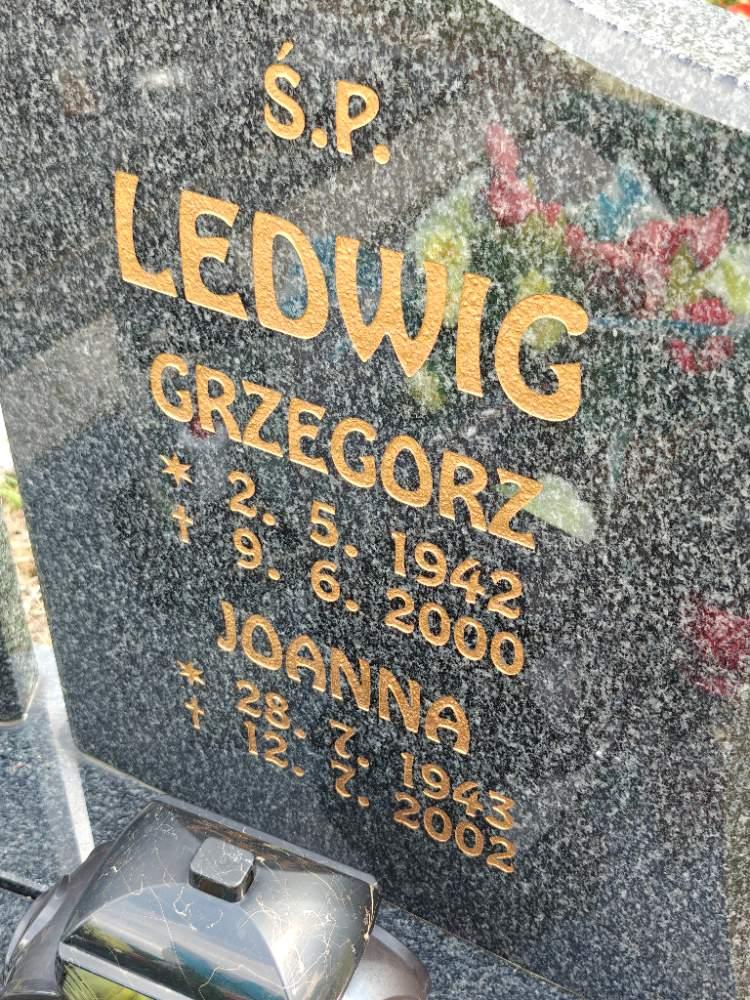 Ś.P.
LEDWIG
GRZEGORZ
* 2. 5. 1942
† 9. 6. 2000
JOANNA
* 28. 7. 1943
† 12. 7. 2002